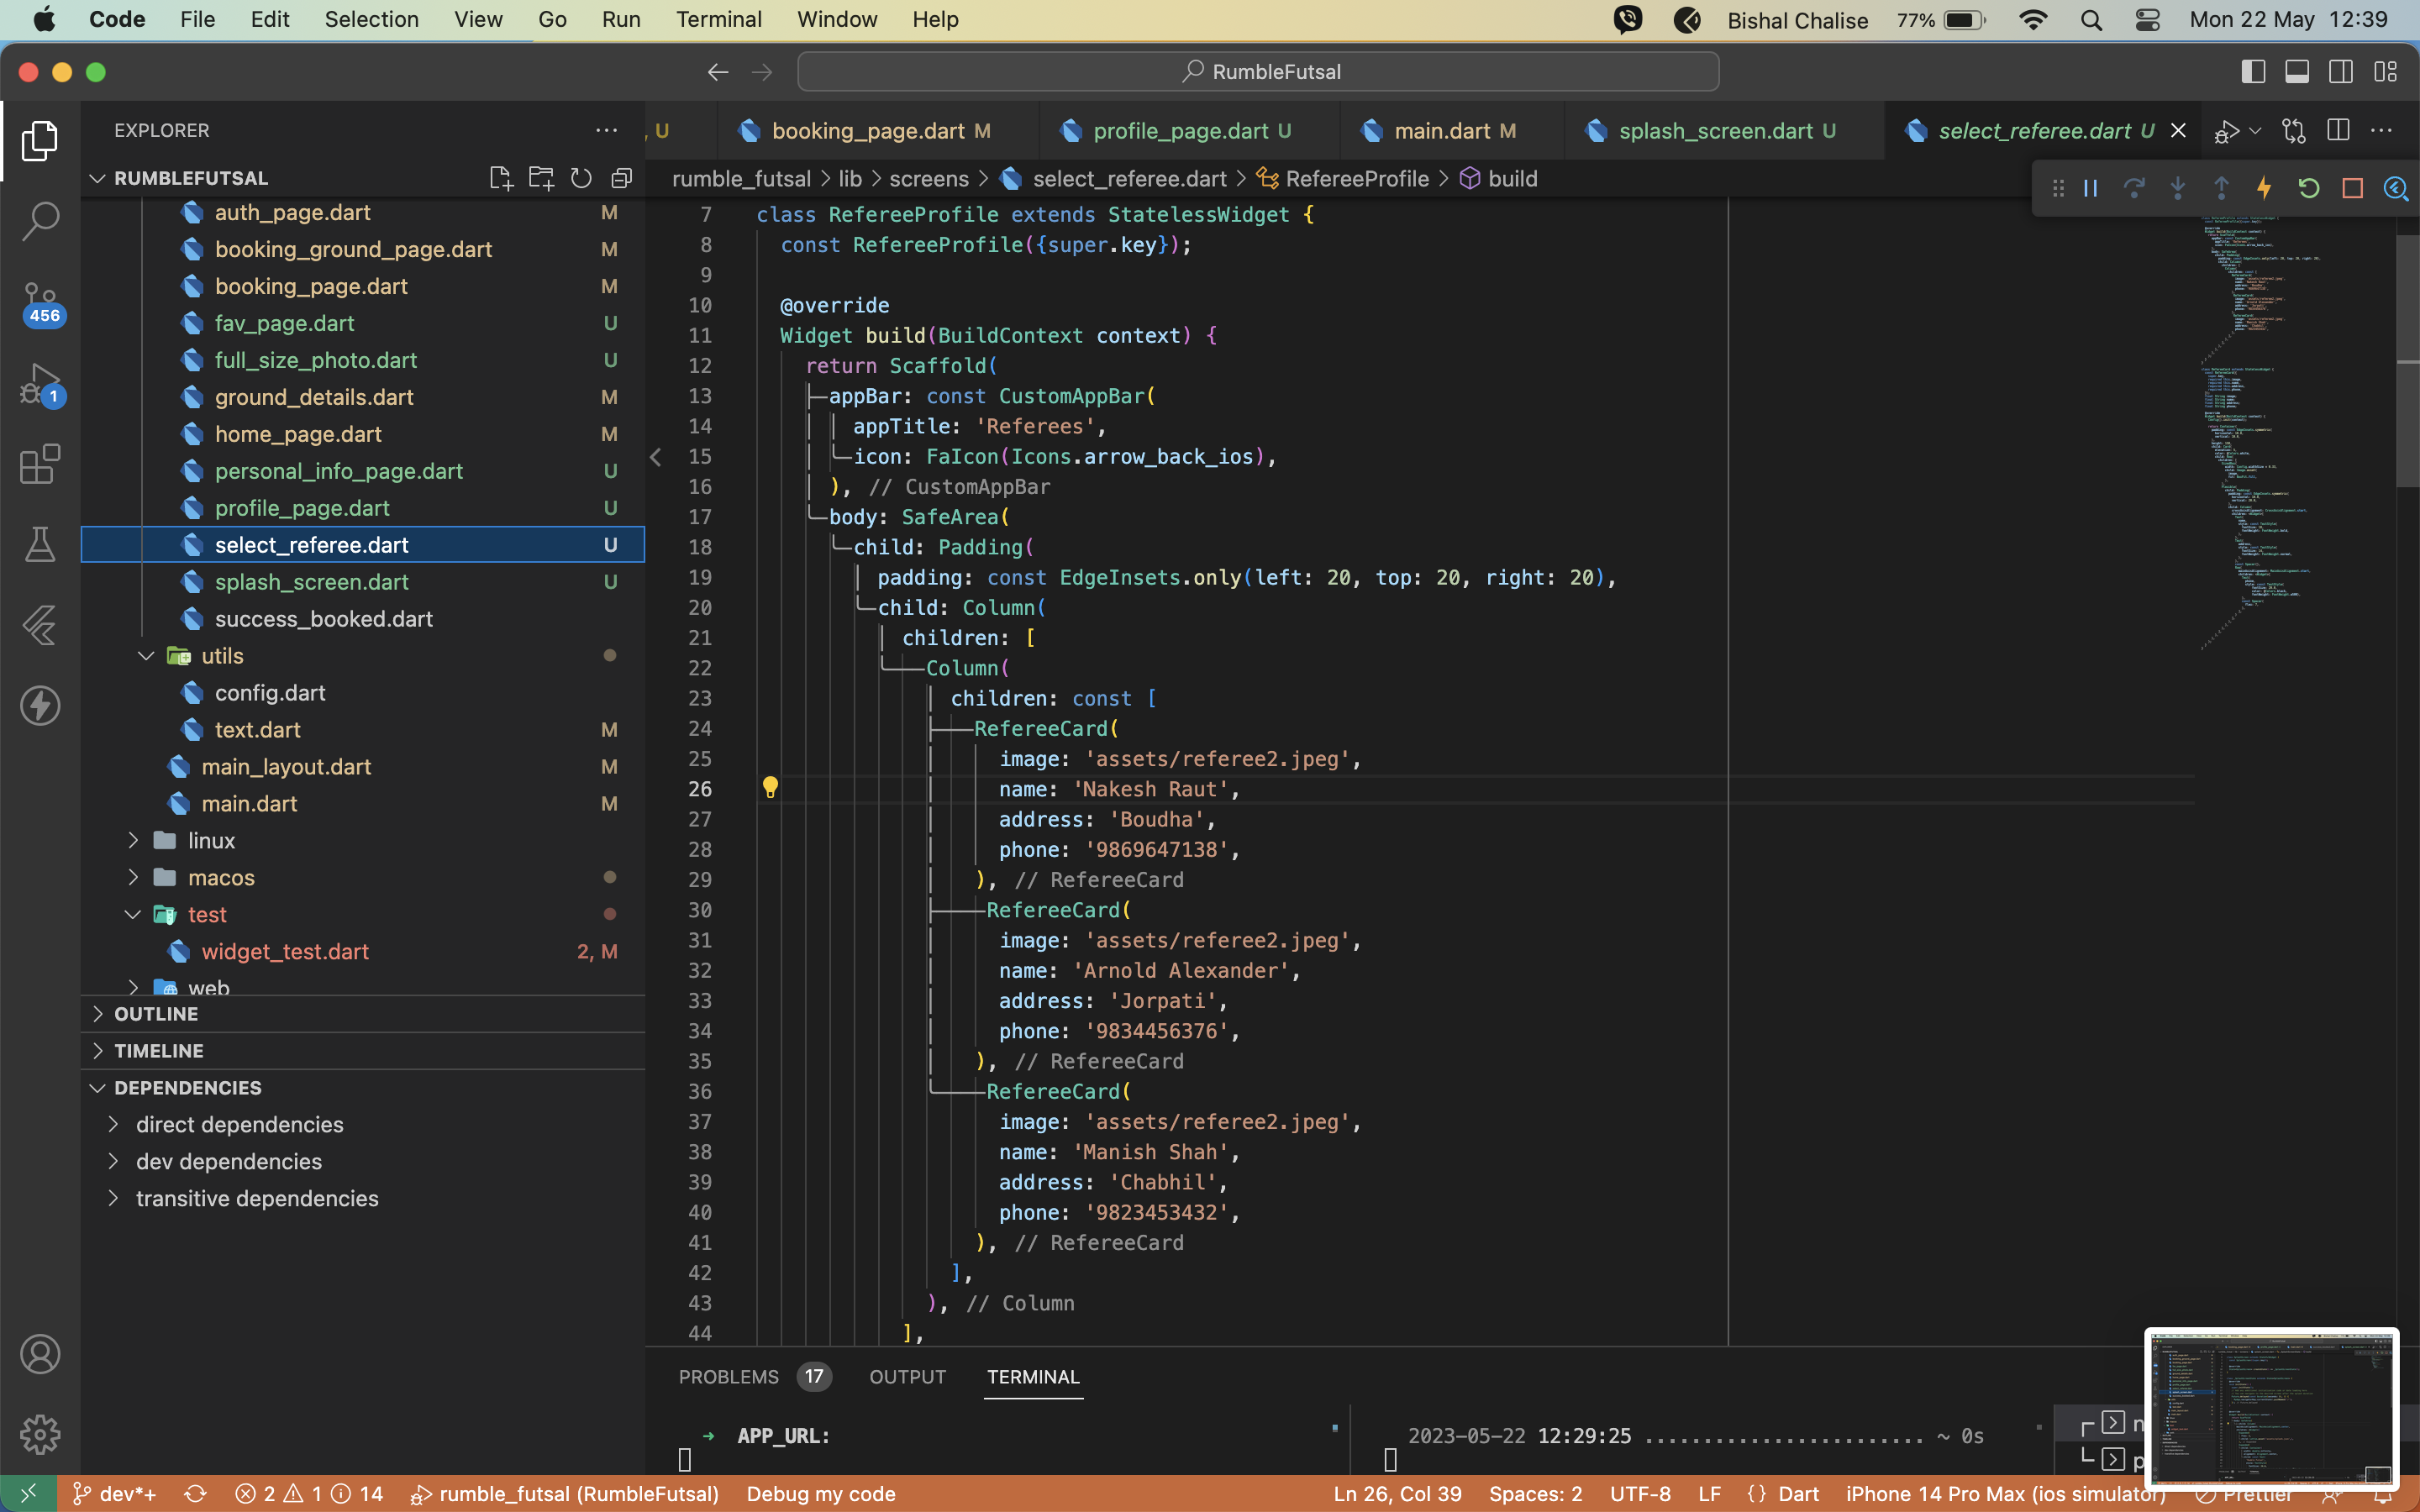 Code File Edit Selection View Go Run Terminal Window Help Bishal Chalise 77% Mon 22 May 12:39
RumbleFutsal
EXPLORER
RUMBLEFUTSAL
auth_page.dart M
booking_ground_page.dart M
booking_page.dart M
fav_page.dart U
full_size_photo.dart U
ground_details.dart M
home_page.dart M
personal_info_page.dart U
profile_page.dart U
select_referee.dart U
splash_screen.dart U
success_booked.dart
utils
config.dart
text.dart M
main_layout.dart M
main.dart M
linux
macos
test
widget_test.dart 2, M
web
OUTLINE
TIMELINE
DEPENDENCIES
direct dependencies
dev dependencies
transitive dependencies
456
1
U booking_page.dart M profile_page.dart U main.dart M splash_screen.dart U select_referee.dart U
rumble_futsal > lib > screens > select_referee.dart > RefereeProfile > build
7 class RefereeProfile extends StatelessWidget {
8 const RefereeProfile({super.key});
9
10 @override
11 Widget build(BuildContext context) {
12 return Scaffold(
13 appBar: const CustomAppBar(
14 appTitle: 'Referees',
15 icon: FaIcon(Icons.arrow_back_ios),
16 ), // CustomAppBar
17 body: SafeArea(
18 child: Padding(
19 padding: const EdgeInsets.only(left: 20, top: 20, right: 20),
20 child: Column(
21 children: [
22 Column(
23 children: const [
24 RefereeCard(
25 image: 'assets/referee2.jpeg',
26 name: 'Nakesh Raut',
27 address: 'Boudha',
28 phone: '9869647138',
29 ), // RefereeCard
30 RefereeCard(
31 image: 'assets/referee2.jpeg',
32 name: 'Arnold Alexander',
33 address: 'Jorpati',
34 phone: '9834456376',
35 ), // RefereeCard
36 RefereeCard(
37 image: 'assets/referee2.jpeg',
38 name: 'Manish Shah',
39 address: 'Chabhil',
40 phone: '9823453432',
41 ), // RefereeCard
42 ],
43 ), // Column
44 ],
PROBLEMS 17 OUTPUT TERMINAL
→ APP_URL:
2023-05-22 12:29:25 ....................... ~ 0s
dev*+ 2 1 14 rumble_futsal (RumbleFutsal) Debug my code Ln 26, Col 39 Spaces: 2 UTF-8 LF {} Dart iPhone 14 Pro Max (ios simulator) Prettier